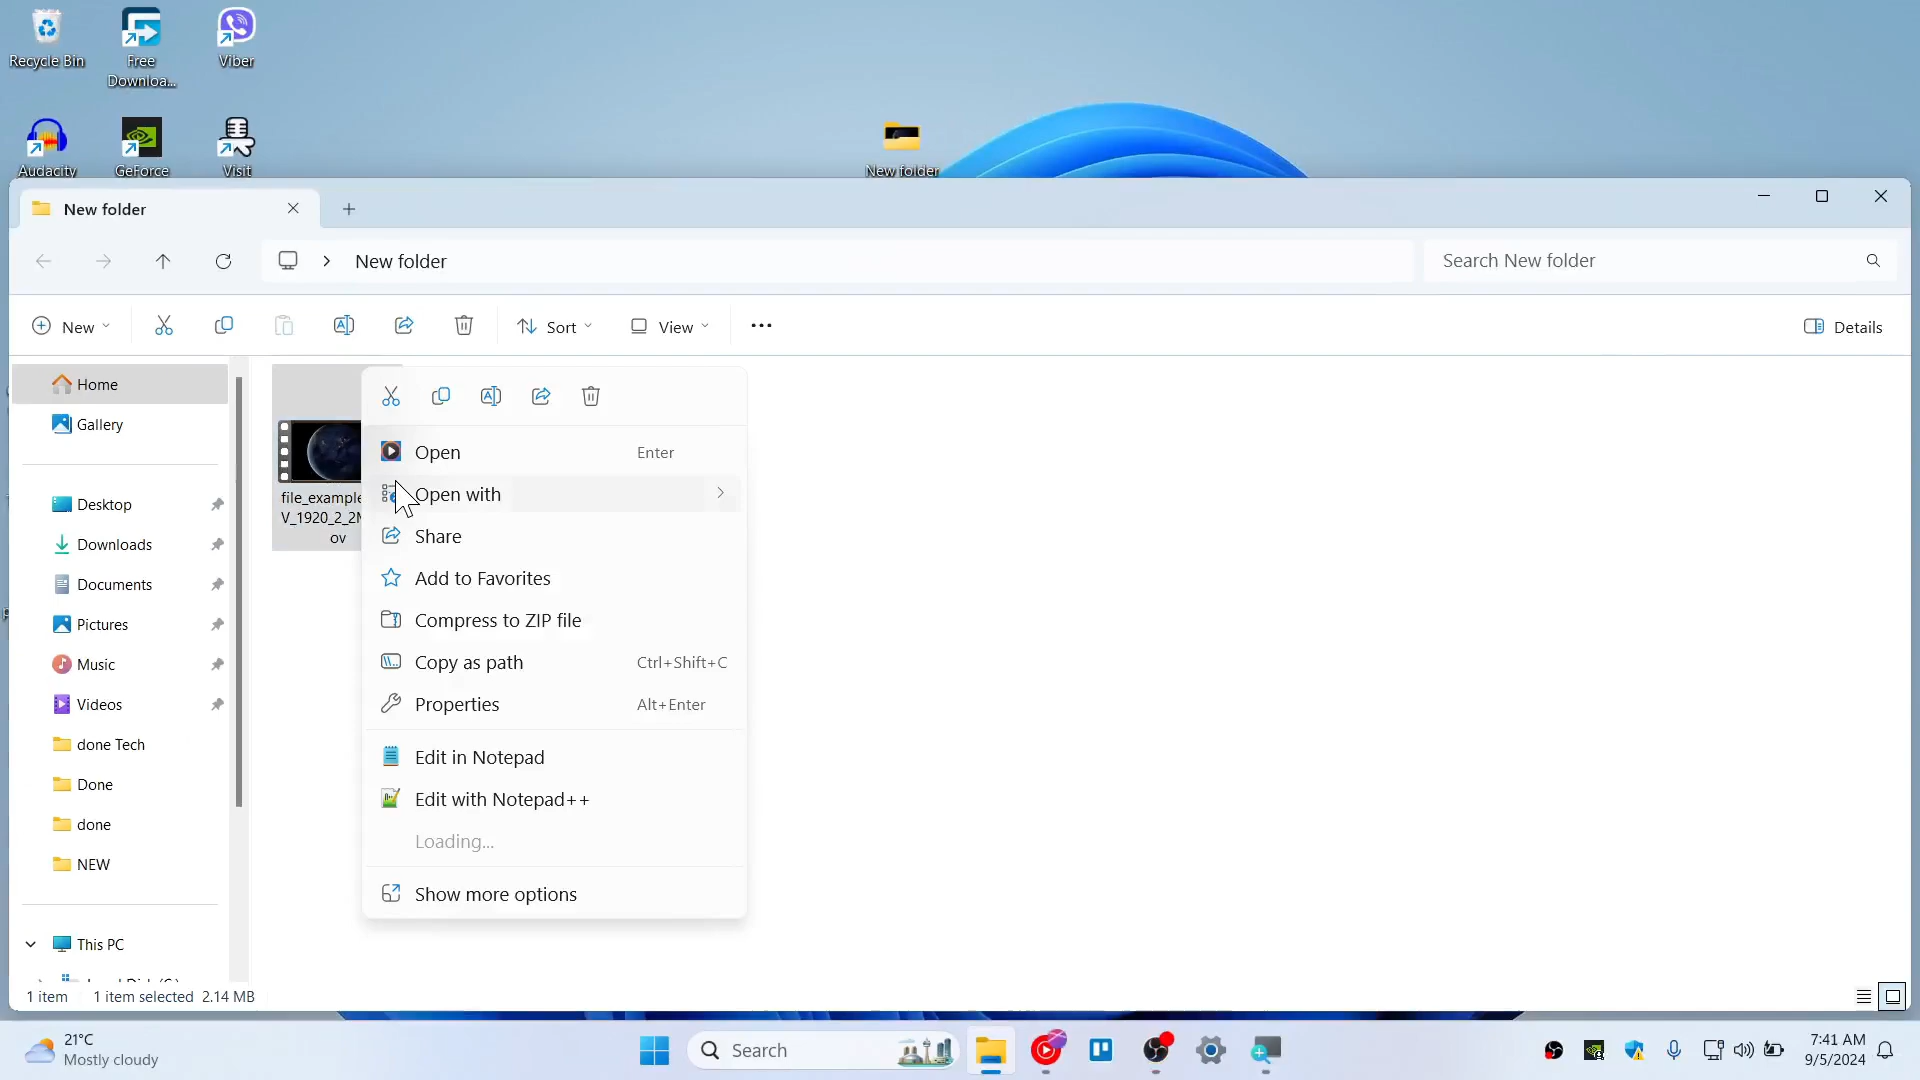 Recycle Bin
Free
Downloa...
Viber
Audacity
GeForce
Visit
New folder
New folder
New folder
Search New folder
New
Sort
View
Details
Home
Gallery
Desktop
Downloads
Documents
Pictures
Music
Videos
done Tech
Done
done
NEW
This PC
file_example
V_1920_2_2M
ov
Open Enter
Open with
Share
Add to Favorites
Compress to ZIP file
Copy as path Ctrl+Shift+C
Properties Alt+Enter
Edit in Notepad
Edit with Notepad++
Loading...
Show more options
1 item 1 item selected 2.14 MB
21°C
Mostly cloudy
Search
7:41 AM
9/5/2024